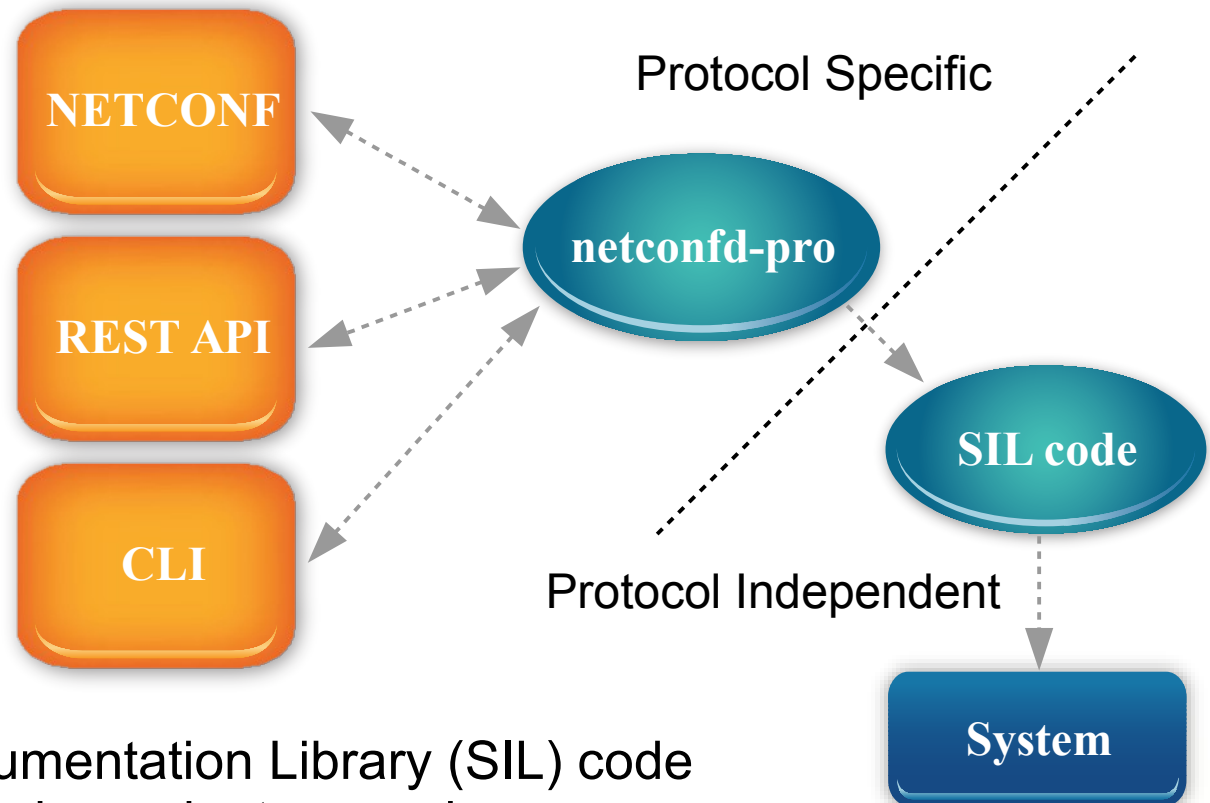 Protocol Specific
NETCONF
netconfd-pro
REST API
SIL code
CLI
Protocol Independent
System
umentation Library (SIL) code